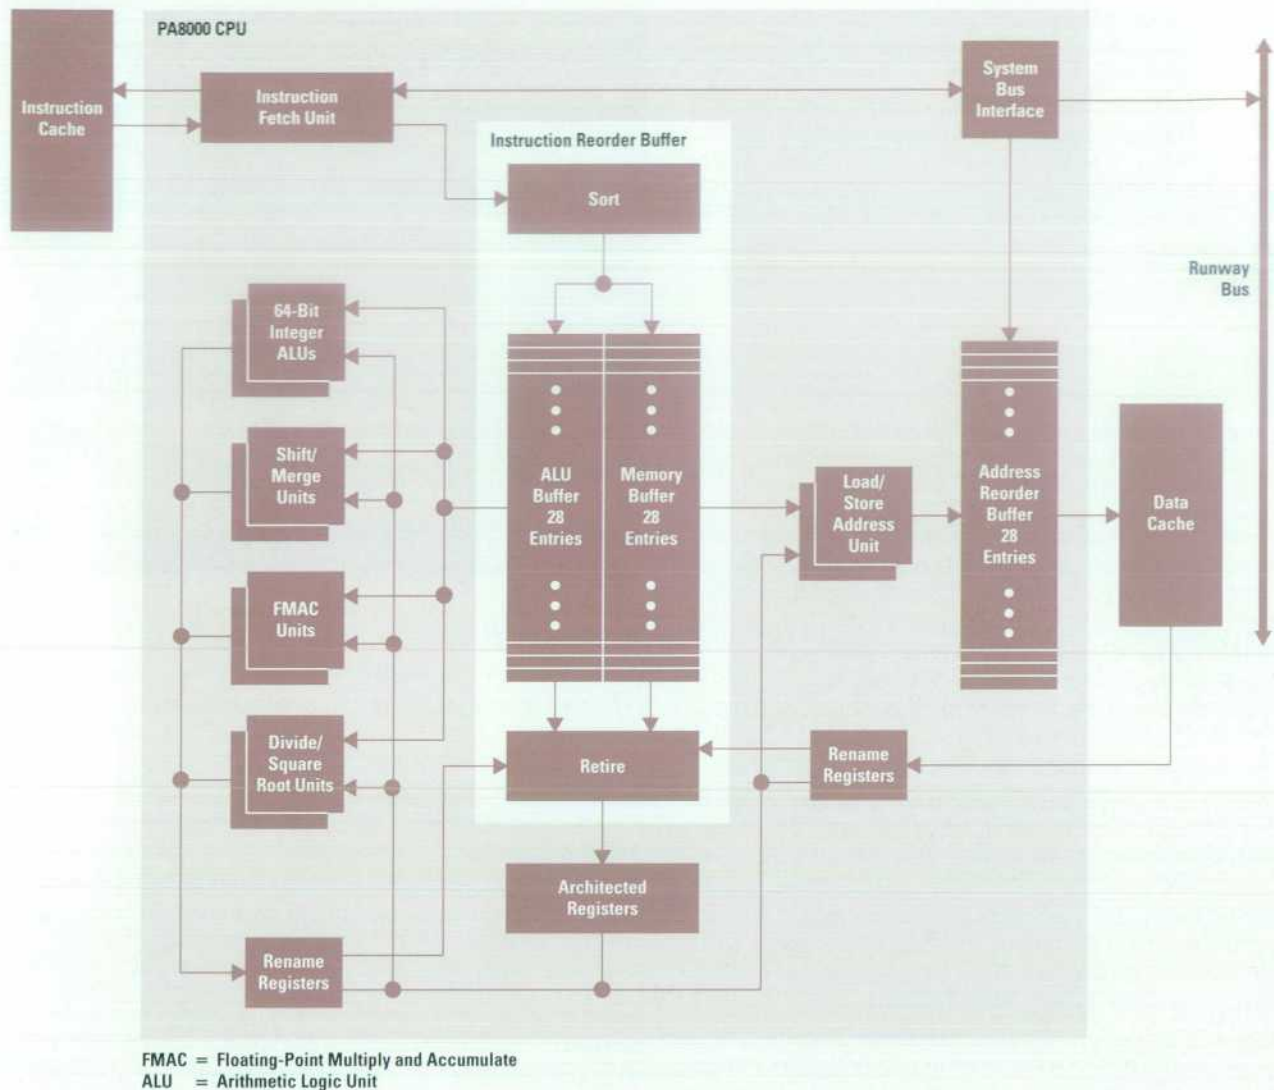 PA8000 CPU
Instruction
Cache
Instruction
Fetch Unit
System
Bus
Interface
Instruction Reorder Buffer
Sort
Runway
Bus
64-Bit
Integer
ALUs
Shift/
Merge
Units
FMAC
Units
Divide/
Square
Root Units
ALU
Buffer
28
Entries
Memory
Buffer
28
Entries
Load/
Store
Address
Unit
Address
Reorder
Buffer
28
Entries
Data
Cache
Retire
Rename
Registers
Architected
Registers
Rename
Registers
FMAC = Floating-Point Multiply and Accumulate
ALU = Arithmetic Logic Unit